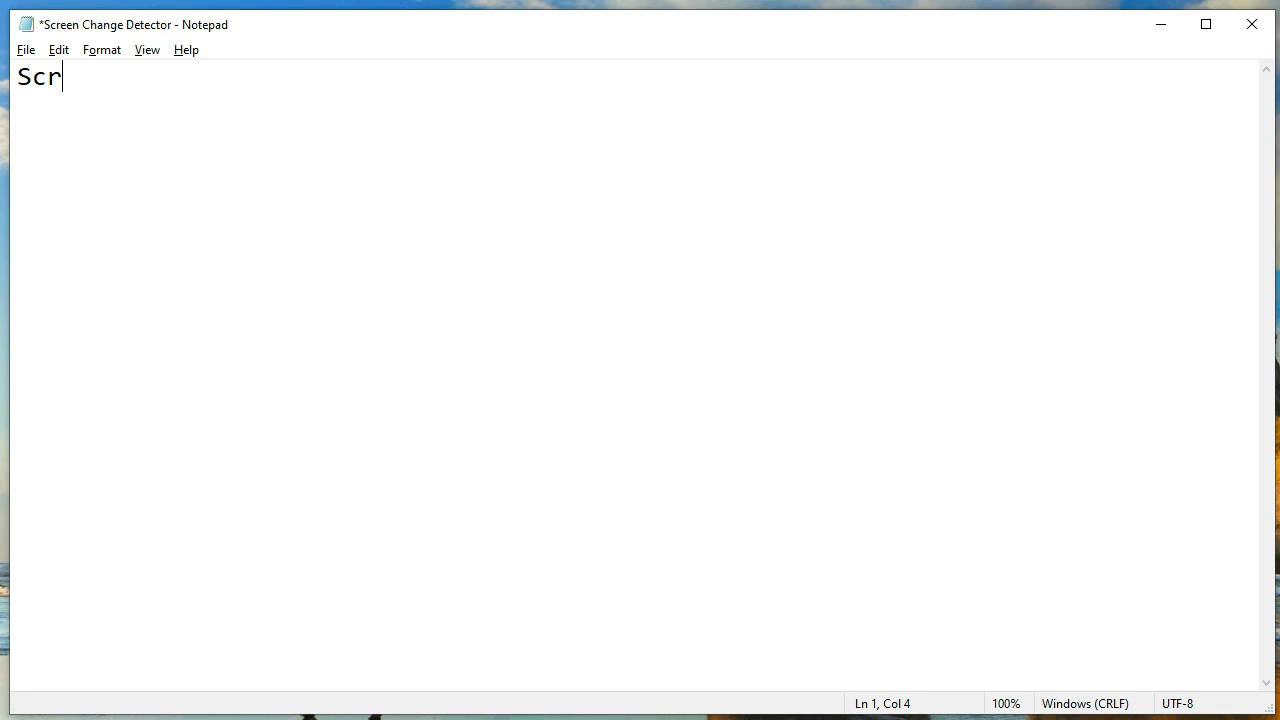 *Screen Change Detector - Notepad
File Edit Format View Help
Scr
Ln 1, Col 4 100% Windows (CRLF) UTF-8